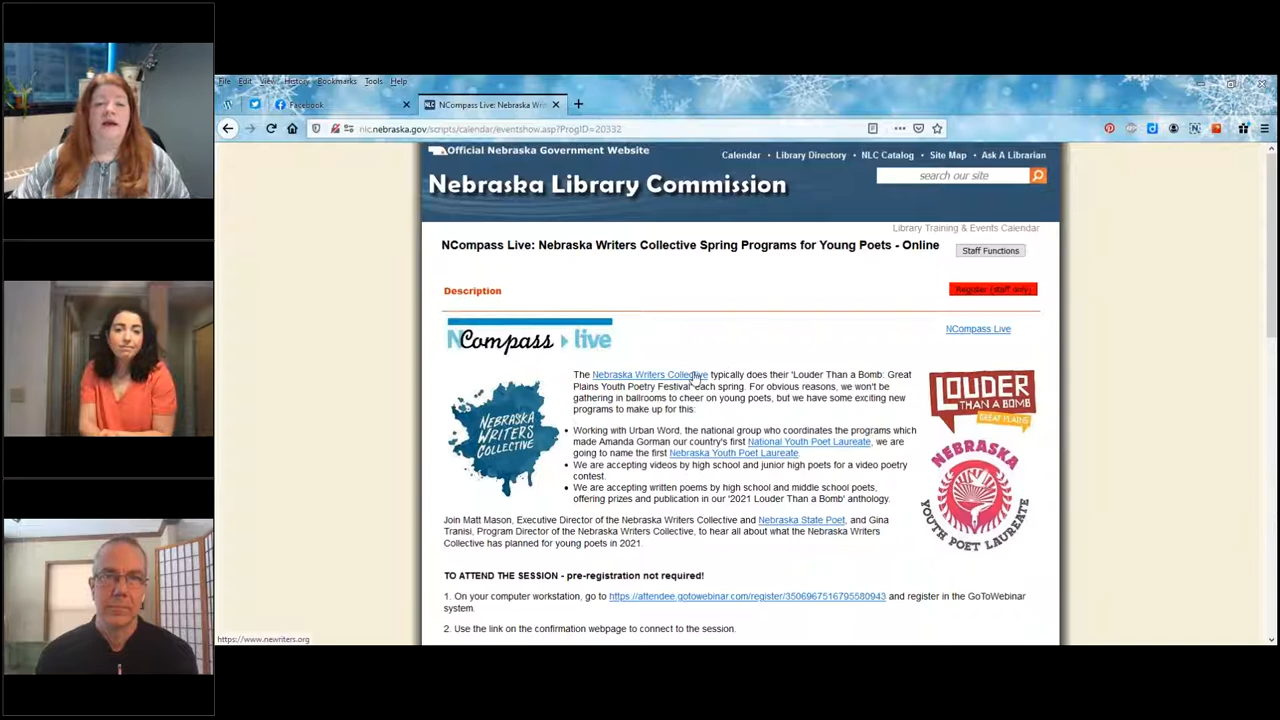 File Edit View History Bookmarks Tools Help
Facebook
NLC NCompass Live: Nebraska Wri
nlc.nebraska.gov/scripts/calendar/eventshow.asp?ProgID=20332
Official Nebraska Government Website
Calendar • Library Directory • NLC Catalog • Site Map • Ask A Librarian
Nebraska Library Commission
search our site
Library Training & Events Calendar
NCompass Live: Nebraska Writers Collective Spring Programs for Young Poets - Online
Staff Functions
Description
Register (staff only)
NCompass live
NCompass Live
The Nebraska Writers Collective typically does their 'Louder Than a Bomb: Great
Plains Youth Poetry Festival' each spring. For obvious reasons, we won't be
gathering in ballrooms to cheer on young poets, but we have some exciting new
programs to make up for this:
NEBRASKA
WRITERS
COLLECTIVE
LOUDER
THAN A BOMB
GREAT PLAINS
• Working with Urban Word, the national group who coordinates the programs which
made Amanda Gorman our country's first National Youth Poet Laureate, we are
going to name the first Nebraska Youth Poet Laureate.
• We are accepting videos by high school and junior high poets for a video poetry
contest.
• We are accepting written poems by high school and middle school poets,
offering prizes and publication in our '2021 Louder Than a Bomb' anthology.
NEBRASKA
YOUTH POET LAUREATE
Join Matt Mason, Executive Director of the Nebraska Writers Collective and Nebraska State Poet, and Gina
Tranisi, Program Director of the Nebraska Writers Collective, to hear all about what the Nebraska Writers
Collective has planned for young poets in 2021.
TO ATTEND THE SESSION - pre-registration not required!
1. On your computer workstation, go to https://attendee.gotowebinar.com/register/3506967516795580943 and register in the GoToWebinar
system.
2. Use the link on the confirmation webpage to connect to the session.
https://www.newriters.org